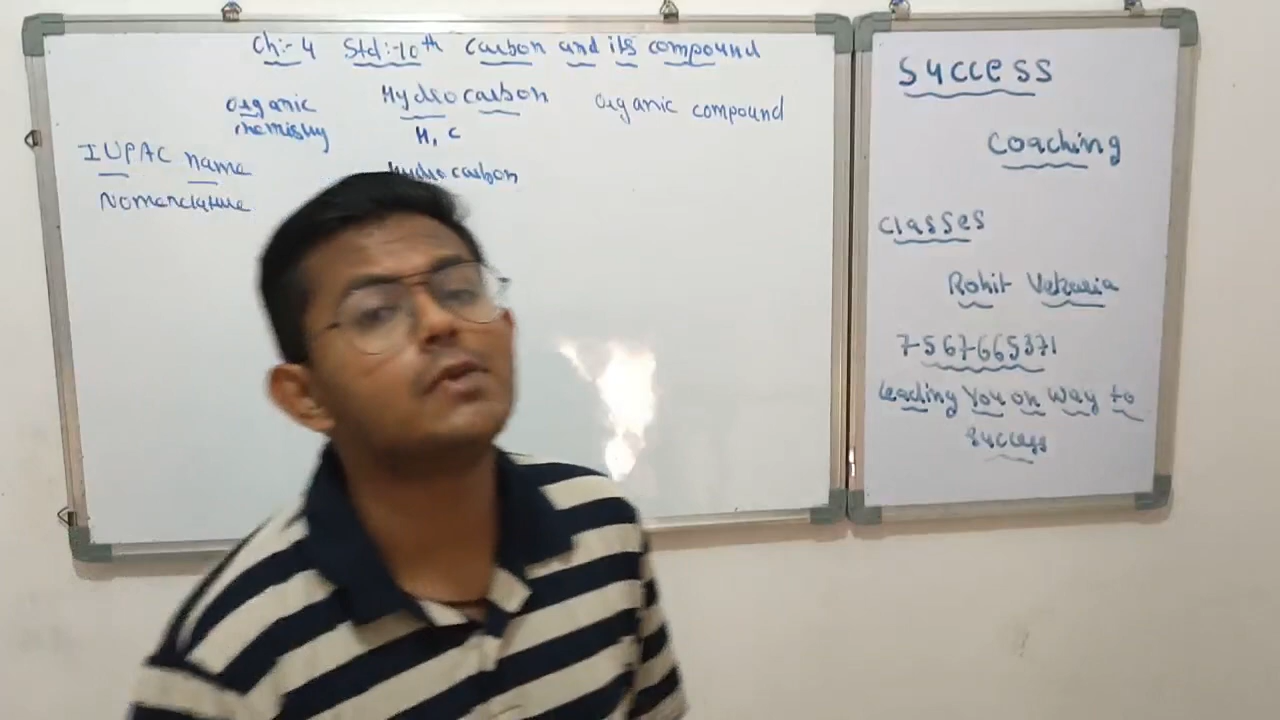 Ch:- 4 Std:-10th Carbon and its compound
Organic chemistry
Hydrocarbon
H, C
Hydrocarbon
Organic compound
IUPAC name
Nomenclature
SUCCESS
Coaching
Classes
Rohit Vekaria
7567665371
Leading You on way to
Success